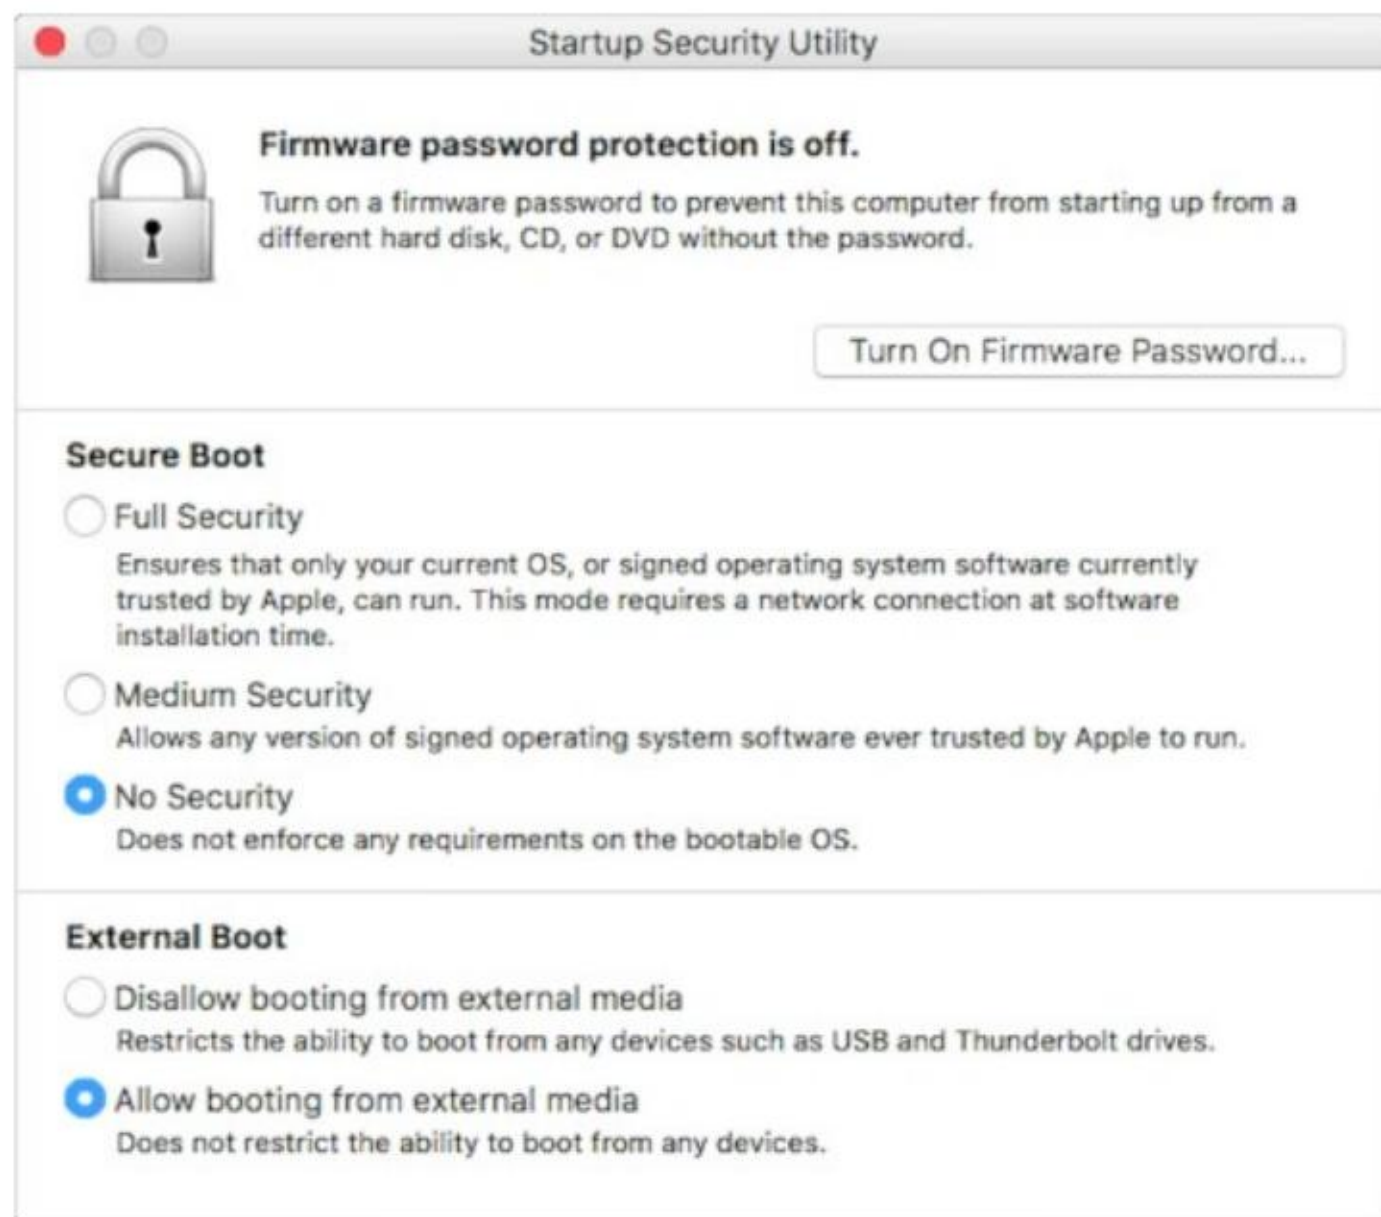 Startup Security Utility
Firmware password protection is off.
Turn on a firmware password to prevent this computer from starting up from a
different hard disk, CD, or DVD without the password.
Turn On Firmware Password...
Secure Boot
Full Security
Ensures that only your current OS, or signed operating system software currently
trusted by Apple, can run. This mode requires a network connection at software
installation time.
Medium Security
Allows any version of signed operating system software ever trusted by Apple to run.
No Security
Does not enforce any requirements on the bootable OS.
External Boot
Disallow booting from external media
Restricts the ability to boot from any devices such as USB and Thunderbolt drives.
Allow booting from external media
Does not restrict the ability to boot from any devices.